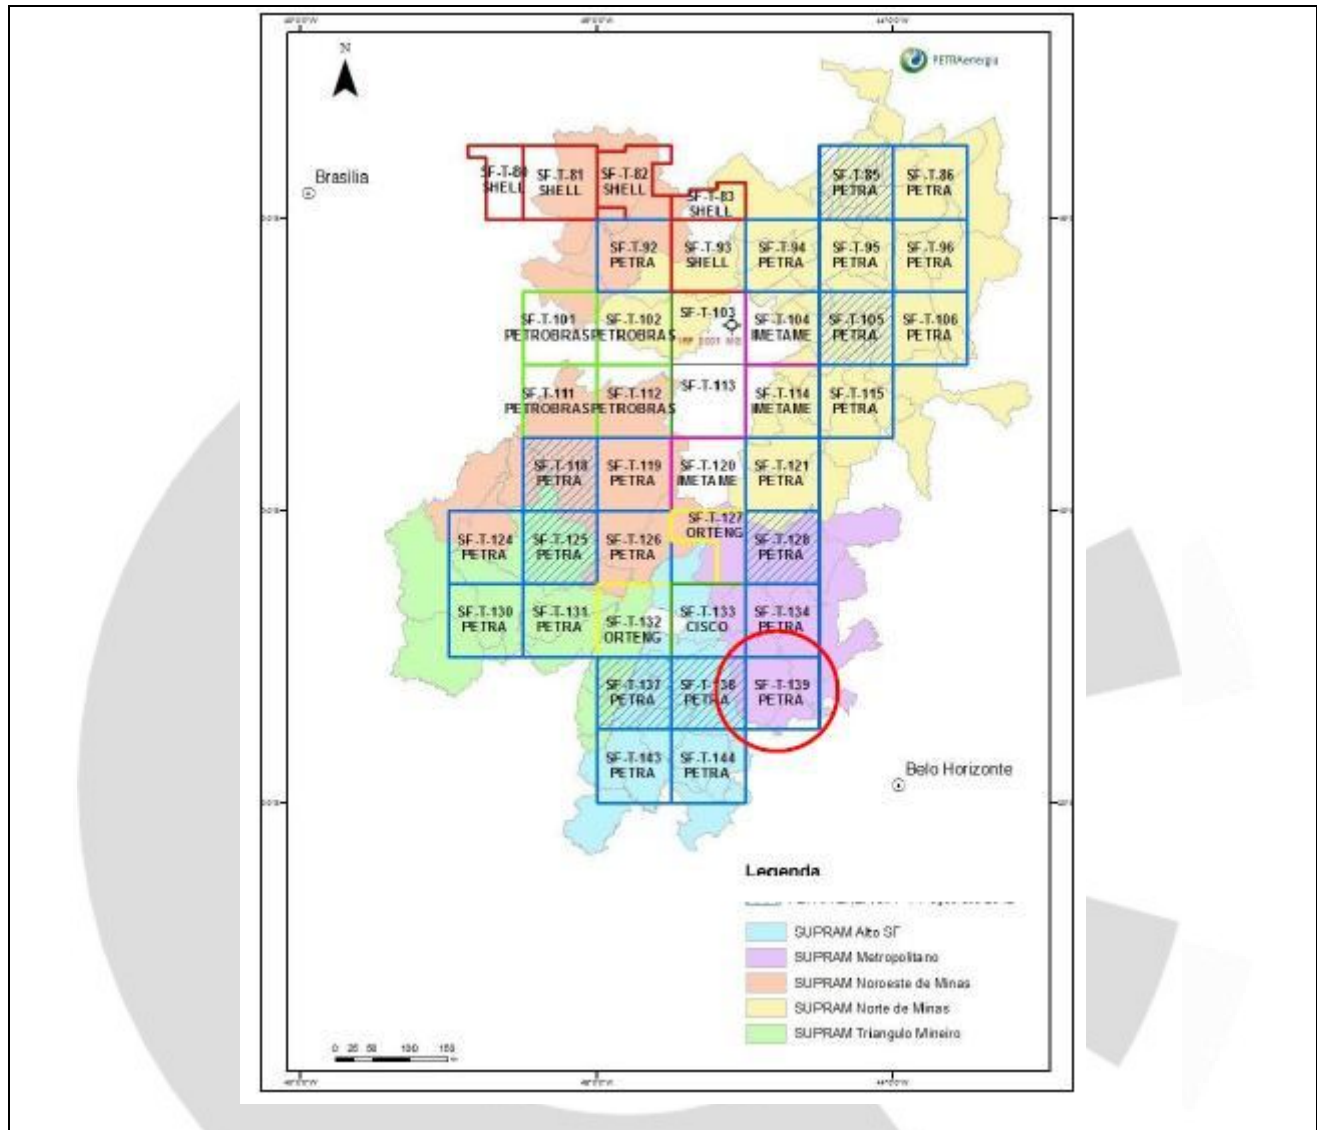 N
PETRAenergia
Brasília
SF-T-80
SHELL
SF-T-81
SHELL
SF-T-82
SHELL
SF-T-83
SHELL
SF-T-85
PETRA
SF-T-86
PETRA
SF-T-92
PETRA
SF-T-93
SHELL
SF-T-94
PETRA
SF-T-95
PETRA
SF-T-96
PETRA
SF-T-101
PETROBRAS
SF-T-102
PETROBRAS
SF-T-103
SF-T-104
IMETAME
SF-T-105
PETRA
SF-T-106
PETRA
SF-T-111
PETROBRAS
SF-T-112
PETROBRAS
SF-T-113
SF-T-114
IMETAME
SF-T-115
PETRA
SF-T-118
PETRA
SF-T-119
PETRA
SF-T-120
IMETAME
SF-T-121
PETRA
SF-T-124
PETRA
SF-T-125
PETRA
SF-T-126
PETRA
SF-T-127
ORTENG
SF-T-128
PETRA
SF-T-130
PETRA
SF-T-131
PETRA
SF-T-132
ORTENG
SF-T-133
CISCO
SF-T-134
PETRA
SF-T-137
PETRA
SF-T-138
PETRA
SF-T-139
PETRA
SF-T-143
PETRA
SF-T-144
PETRA
Belo Horizonte
Legenda
SUPRAM Alto SF
SUPRAM Metropolitano
SUPRAM Noroeste de Minas
SUPRAM Norte de Minas
SUPRAM Triangulo Mineiro
0 25 50 100 150